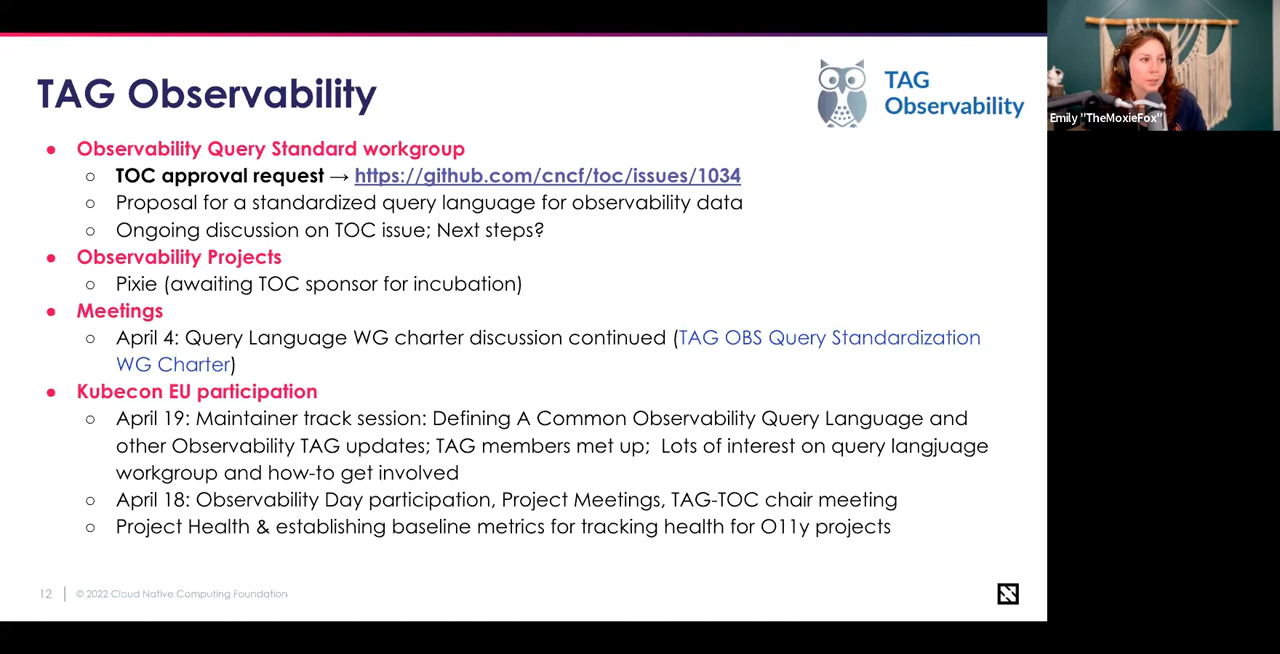 TAG Observability
TAG
Observability
Emily "TheMoxieFox"
● Observability Query Standard workgroup
○ TOC approval request → https://github.com/cncf/toc/issues/1034
○ Proposal for a standardized query language for observability data
○ Ongoing discussion on TOC issue; Next steps?
● Observability Projects
○ Pixie (awaiting TOC sponsor for incubation)
● Meetings
○ April 4: Query Language WG charter discussion continued (TAG OBS Query Standardization
WG Charter)
● Kubecon EU participation
○ April 19: Maintainer track session: Defining A Common Observability Query Language and
other Observability TAG updates; TAG members met up;  Lots of interest on query langjuage
workgroup and how-to get involved
○ April 18: Observability Day participation, Project Meetings, TAG-TOC chair meeting
○ Project Health & establishing baseline metrics for tracking health for O11y projects
12 | © 2022 Cloud Native Computing Foundation